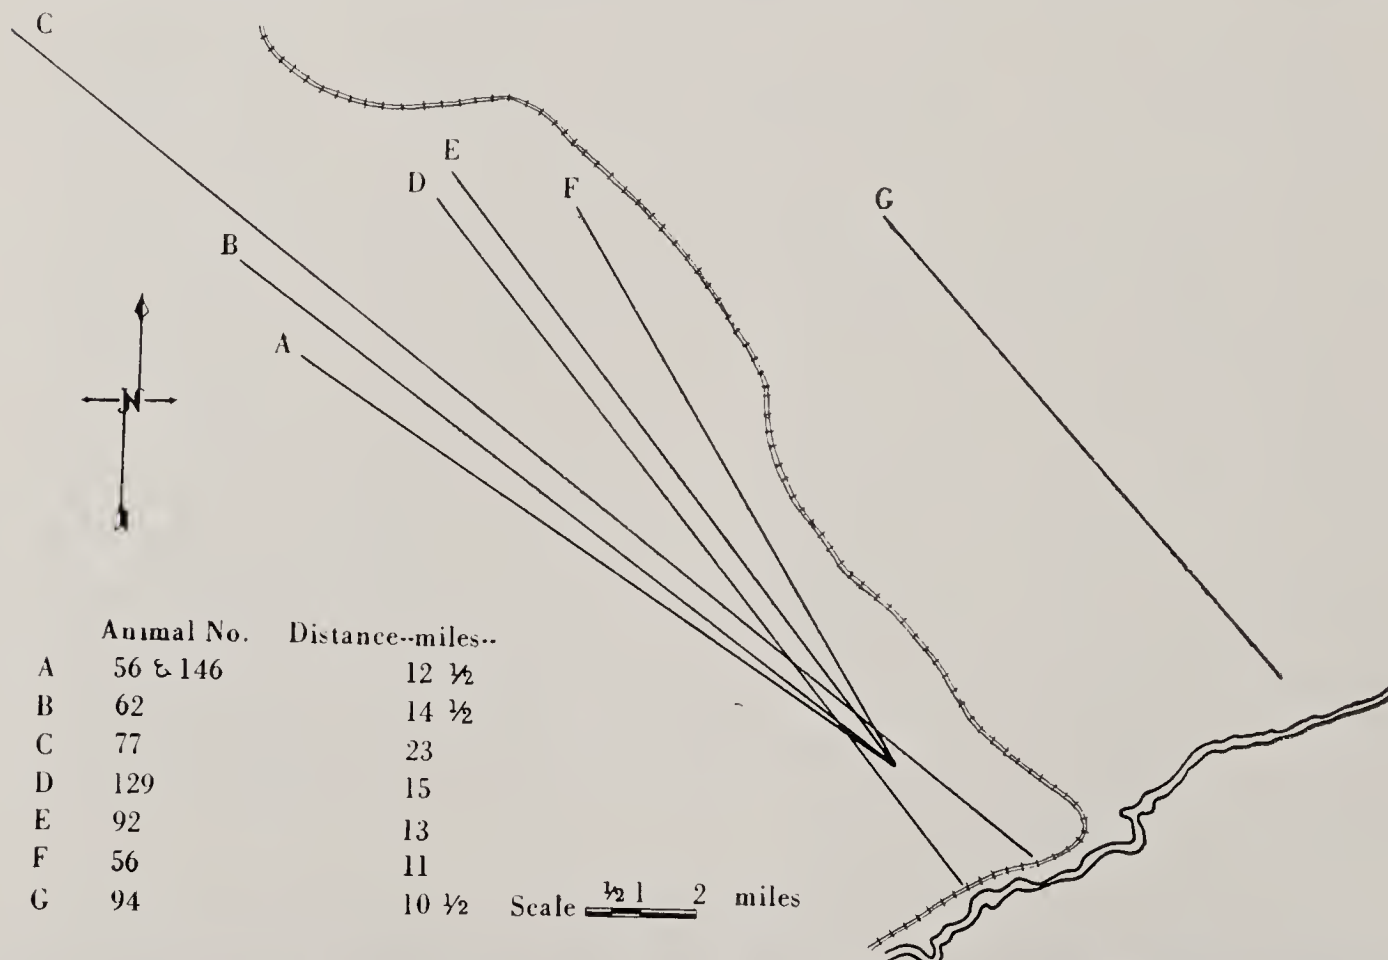 C
E
D
F
G
B
A
N
Animal No. Distance--miles--
A 56 & 146 12 ½
B 62 14 ½
C 77 23
D 129 15
E 92 13
F 56 11
G 94 10 ½
Scale ½ 1 2 miles